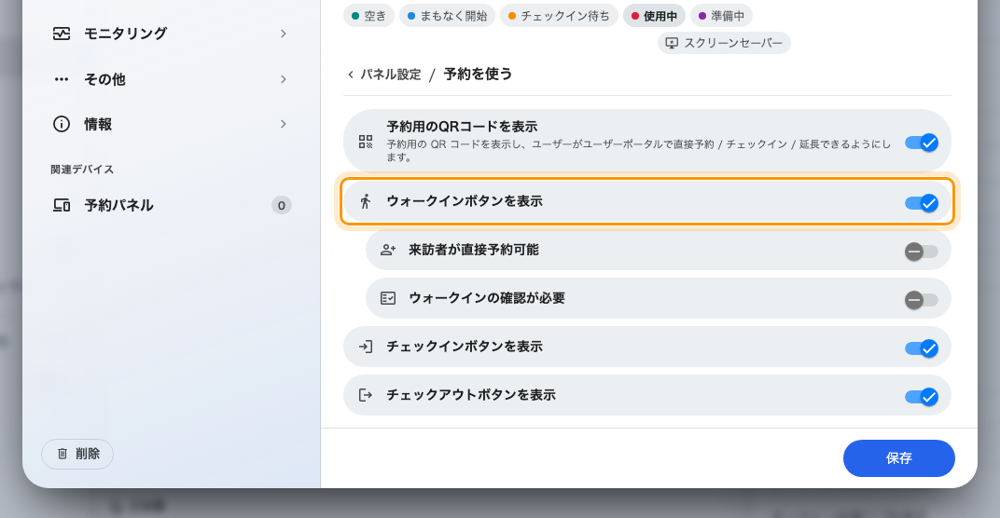 空き
まもなく開始
チェックイン待ち
使用中
準備中
スクリーンセーバー
モニタリング
その他
情報
関連デバイス
予約パネル
0
削除
パネル設定 / 予約を使う
予約用のQRコードを表示
予約用の QR コードを表示し、ユーザーがユーザーポータルで直接予約 / チェックイン / 延長できるようにし
ます。
ウォークインボタンを表示
来訪者が直接予約可能
ウォークインの確認が必要
チェックインボタンを表示
チェックアウトボタンを表示
保存